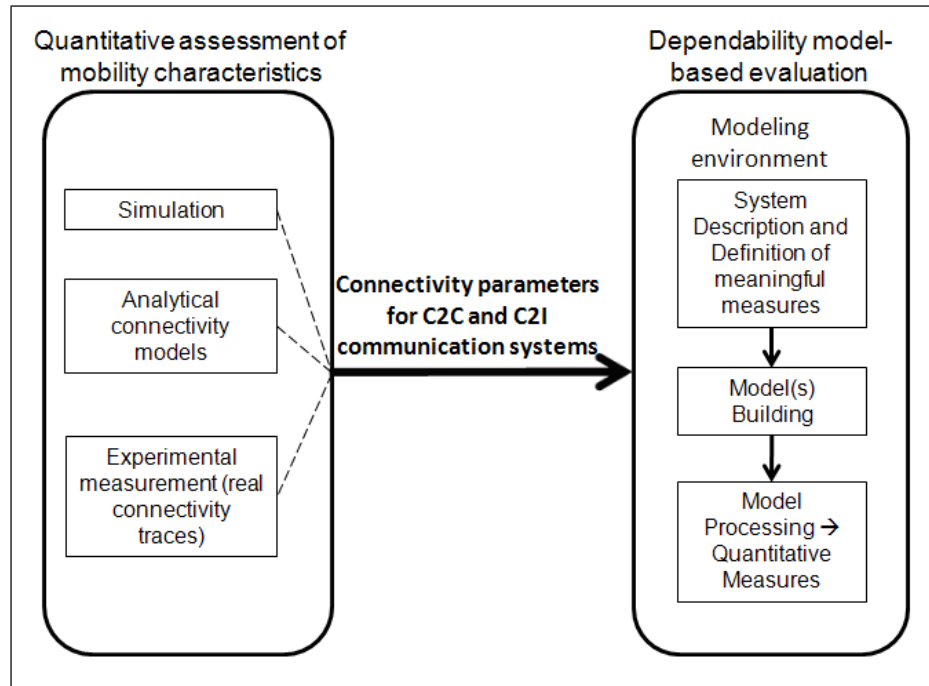 Quantitative assessment of
mobility characteristics
Simulation
Analytical
connectivity
models
Experimental
measurement (real
connectivity
traces)
Connectivity parameters
for C2C and C2I
communication systems
Dependability model-
based evaluation
Modeling
environment
System
Description and
Definition of
meaningful
measures
Model(s)
Building
Model
Processing →
Quantitative
Measures